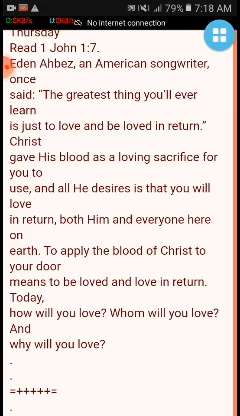 D:0KB/s U:0KB/s 79% 7:18 AM
No internet connection
Thursday
Read 1 John 1:7.
Eden Ahbez, an American songwriter,
once
said: “The greatest thing you’ll ever
learn
is just to love and be loved in return.”
Christ
gave His blood as a loving sacrifice for
you to
use, and all He desires is that you will
love
in return, both Him and everyone here
on
earth. To apply the blood of Christ to
your door
means to be loved and love in return.
Today,
how will you love? Whom will you love?
And
why will you love?
.
.
=+++++=
.